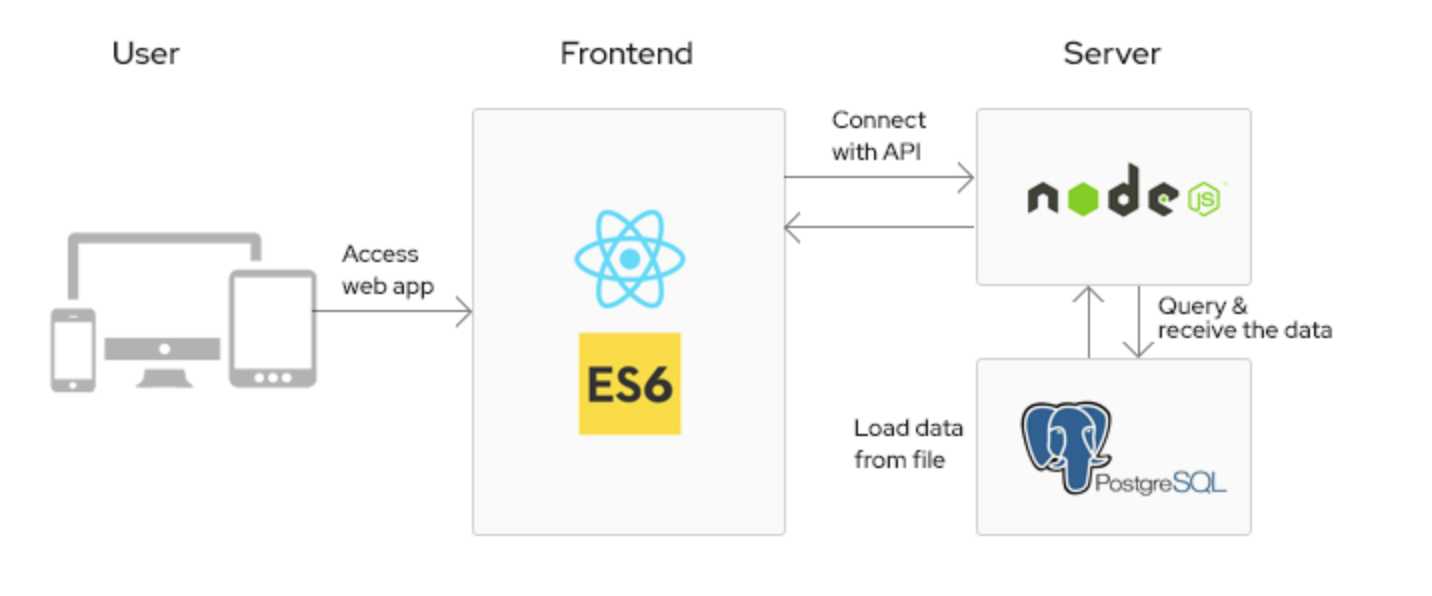 User
Frontend
Server
Connect
with API
node
JS
Access
web app
Query &
receive the data
ES6
Load data
from file
PostgreSQL